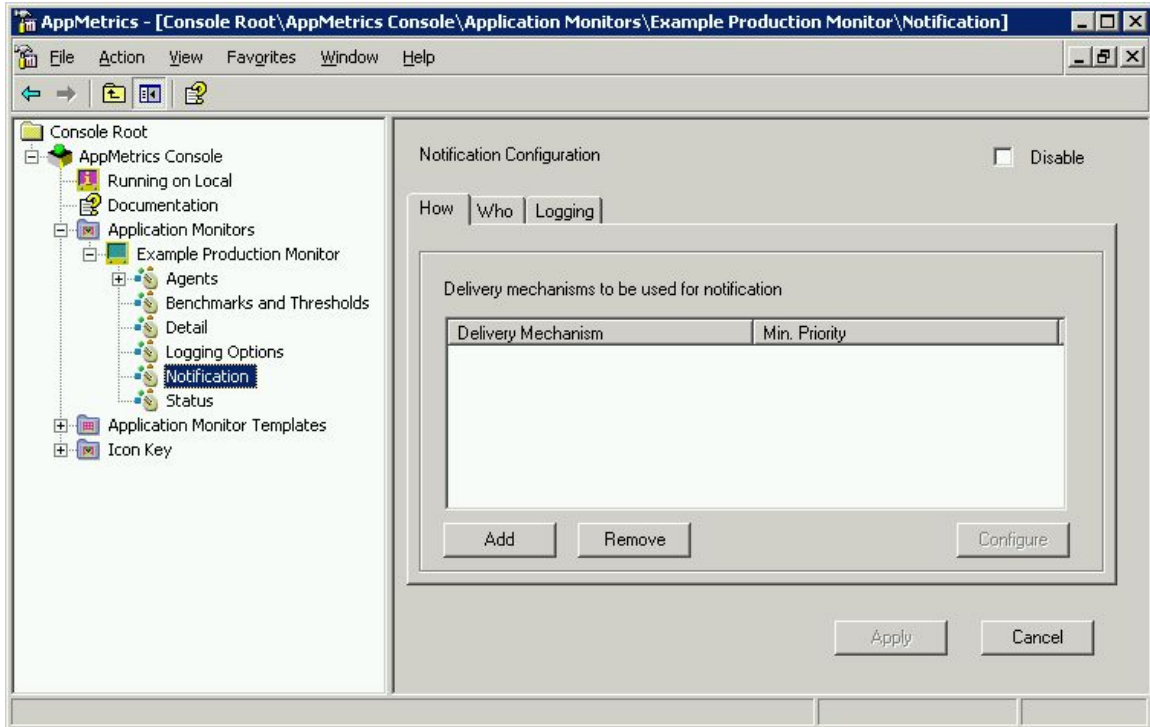 AppMetrics - [Console Root\AppMetrics Console\Application Monitors\Example Production Monitor\Notification]
File Action View Favorites Window Help
Console Root
AppMetrics Console
Running on Local
Documentation
Application Monitors
Example Production Monitor
Agents
Benchmarks and Thresholds
Detail
Logging Options
Notification
Status
Application Monitor Templates
Icon Key
Notification Configuration
Disable
How Who Logging
Delivery mechanisms to be used for notification
Delivery Mechanism Min. Priority
Add Remove Configure
Apply Cancel